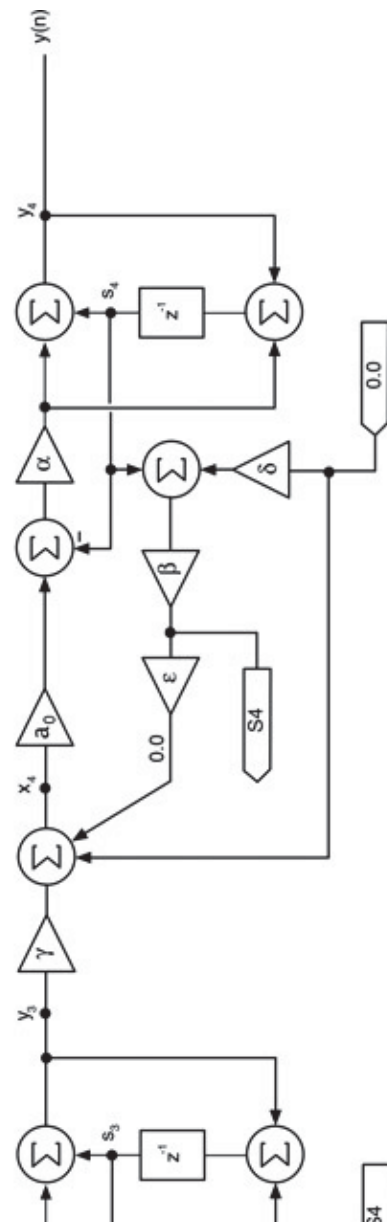 y(n)
y₄
Σ
s₄
z⁻¹
Σ
α
Σ
–
Σ
δ
0.0
β
ε
S4
0.0
a₀
x₄
Σ
γ
y₃
Σ
s₃
z⁻¹
Σ
S4